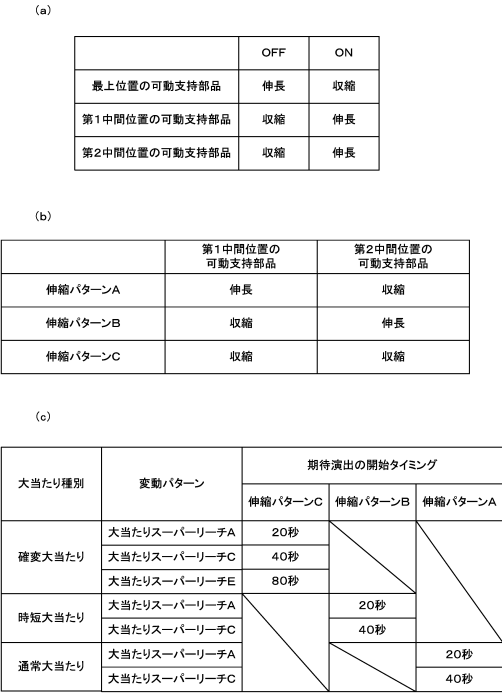 (a)
OFF ON
最上位置の可動支持部品 伸長 収縮
第1中間位置の可動支持部品 収縮 伸長
第2中間位置の可動支持部品 収縮 伸長
(b)
第1中間位置の 第2中間位置の
可動支持部品 可動支持部品
伸縮パターンA 伸長 収縮
伸縮パターンB 収縮 伸長
伸縮パターンC 収縮 収縮
(c)
大当たり種別 変動パターン 期待演出の開始タイミング
伸縮パターンC 伸縮パターンB 伸縮パターンA
確変大当たり 大当たりスーパーリーチA 20秒
大当たりスーパーリーチC 40秒
大当たりスーパーリーチE 80秒
時短大当たり 大当たりスーパーリーチA 20秒
大当たりスーパーリーチC 40秒
通常大当たり 大当たりスーパーリーチA 20秒
大当たりスーパーリーチC 40秒